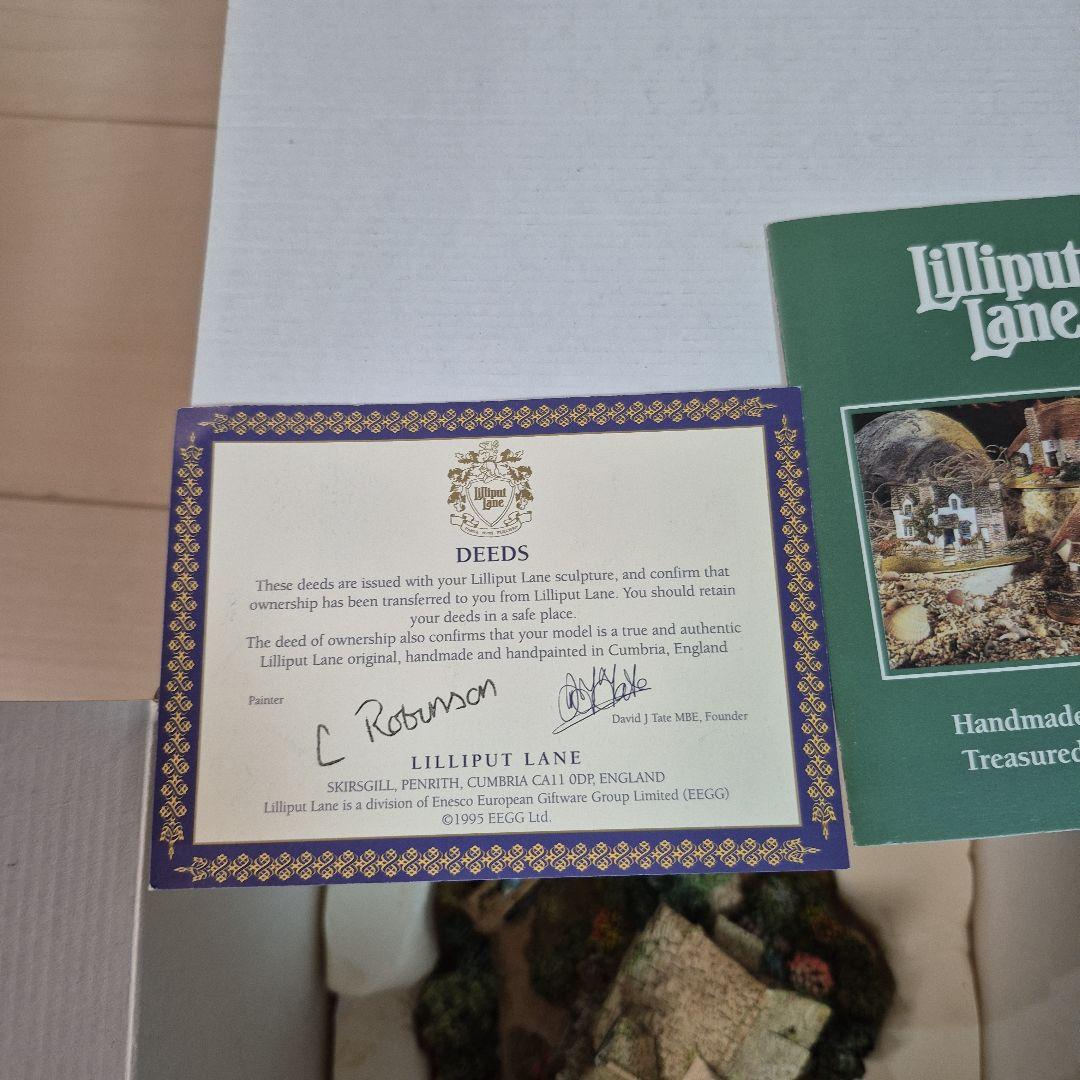 Lilliput
Lane
DEEDS
These deeds are issued with your Lilliput Lane sculpture, and confirm that
ownership has been transferred to you from Lilliput Lane. You should retain
your deeds in a safe place.
The deed of ownership also confirms that your model is a true and authentic
Lilliput Lane original, handmade and handpainted in Cumbria, England
Painter
C Robinson
David J Tate MBE, Founder
LILLIPUT LANE
SKIRSGILL, PENRITH, CUMBRIA CA11 0DP, ENGLAND
Lilliput Lane is a division of Enesco European Giftware Group Limited (EEGG)
©1995 EEGG Ltd.
Lilliput
Lane
Handmade
Treasured